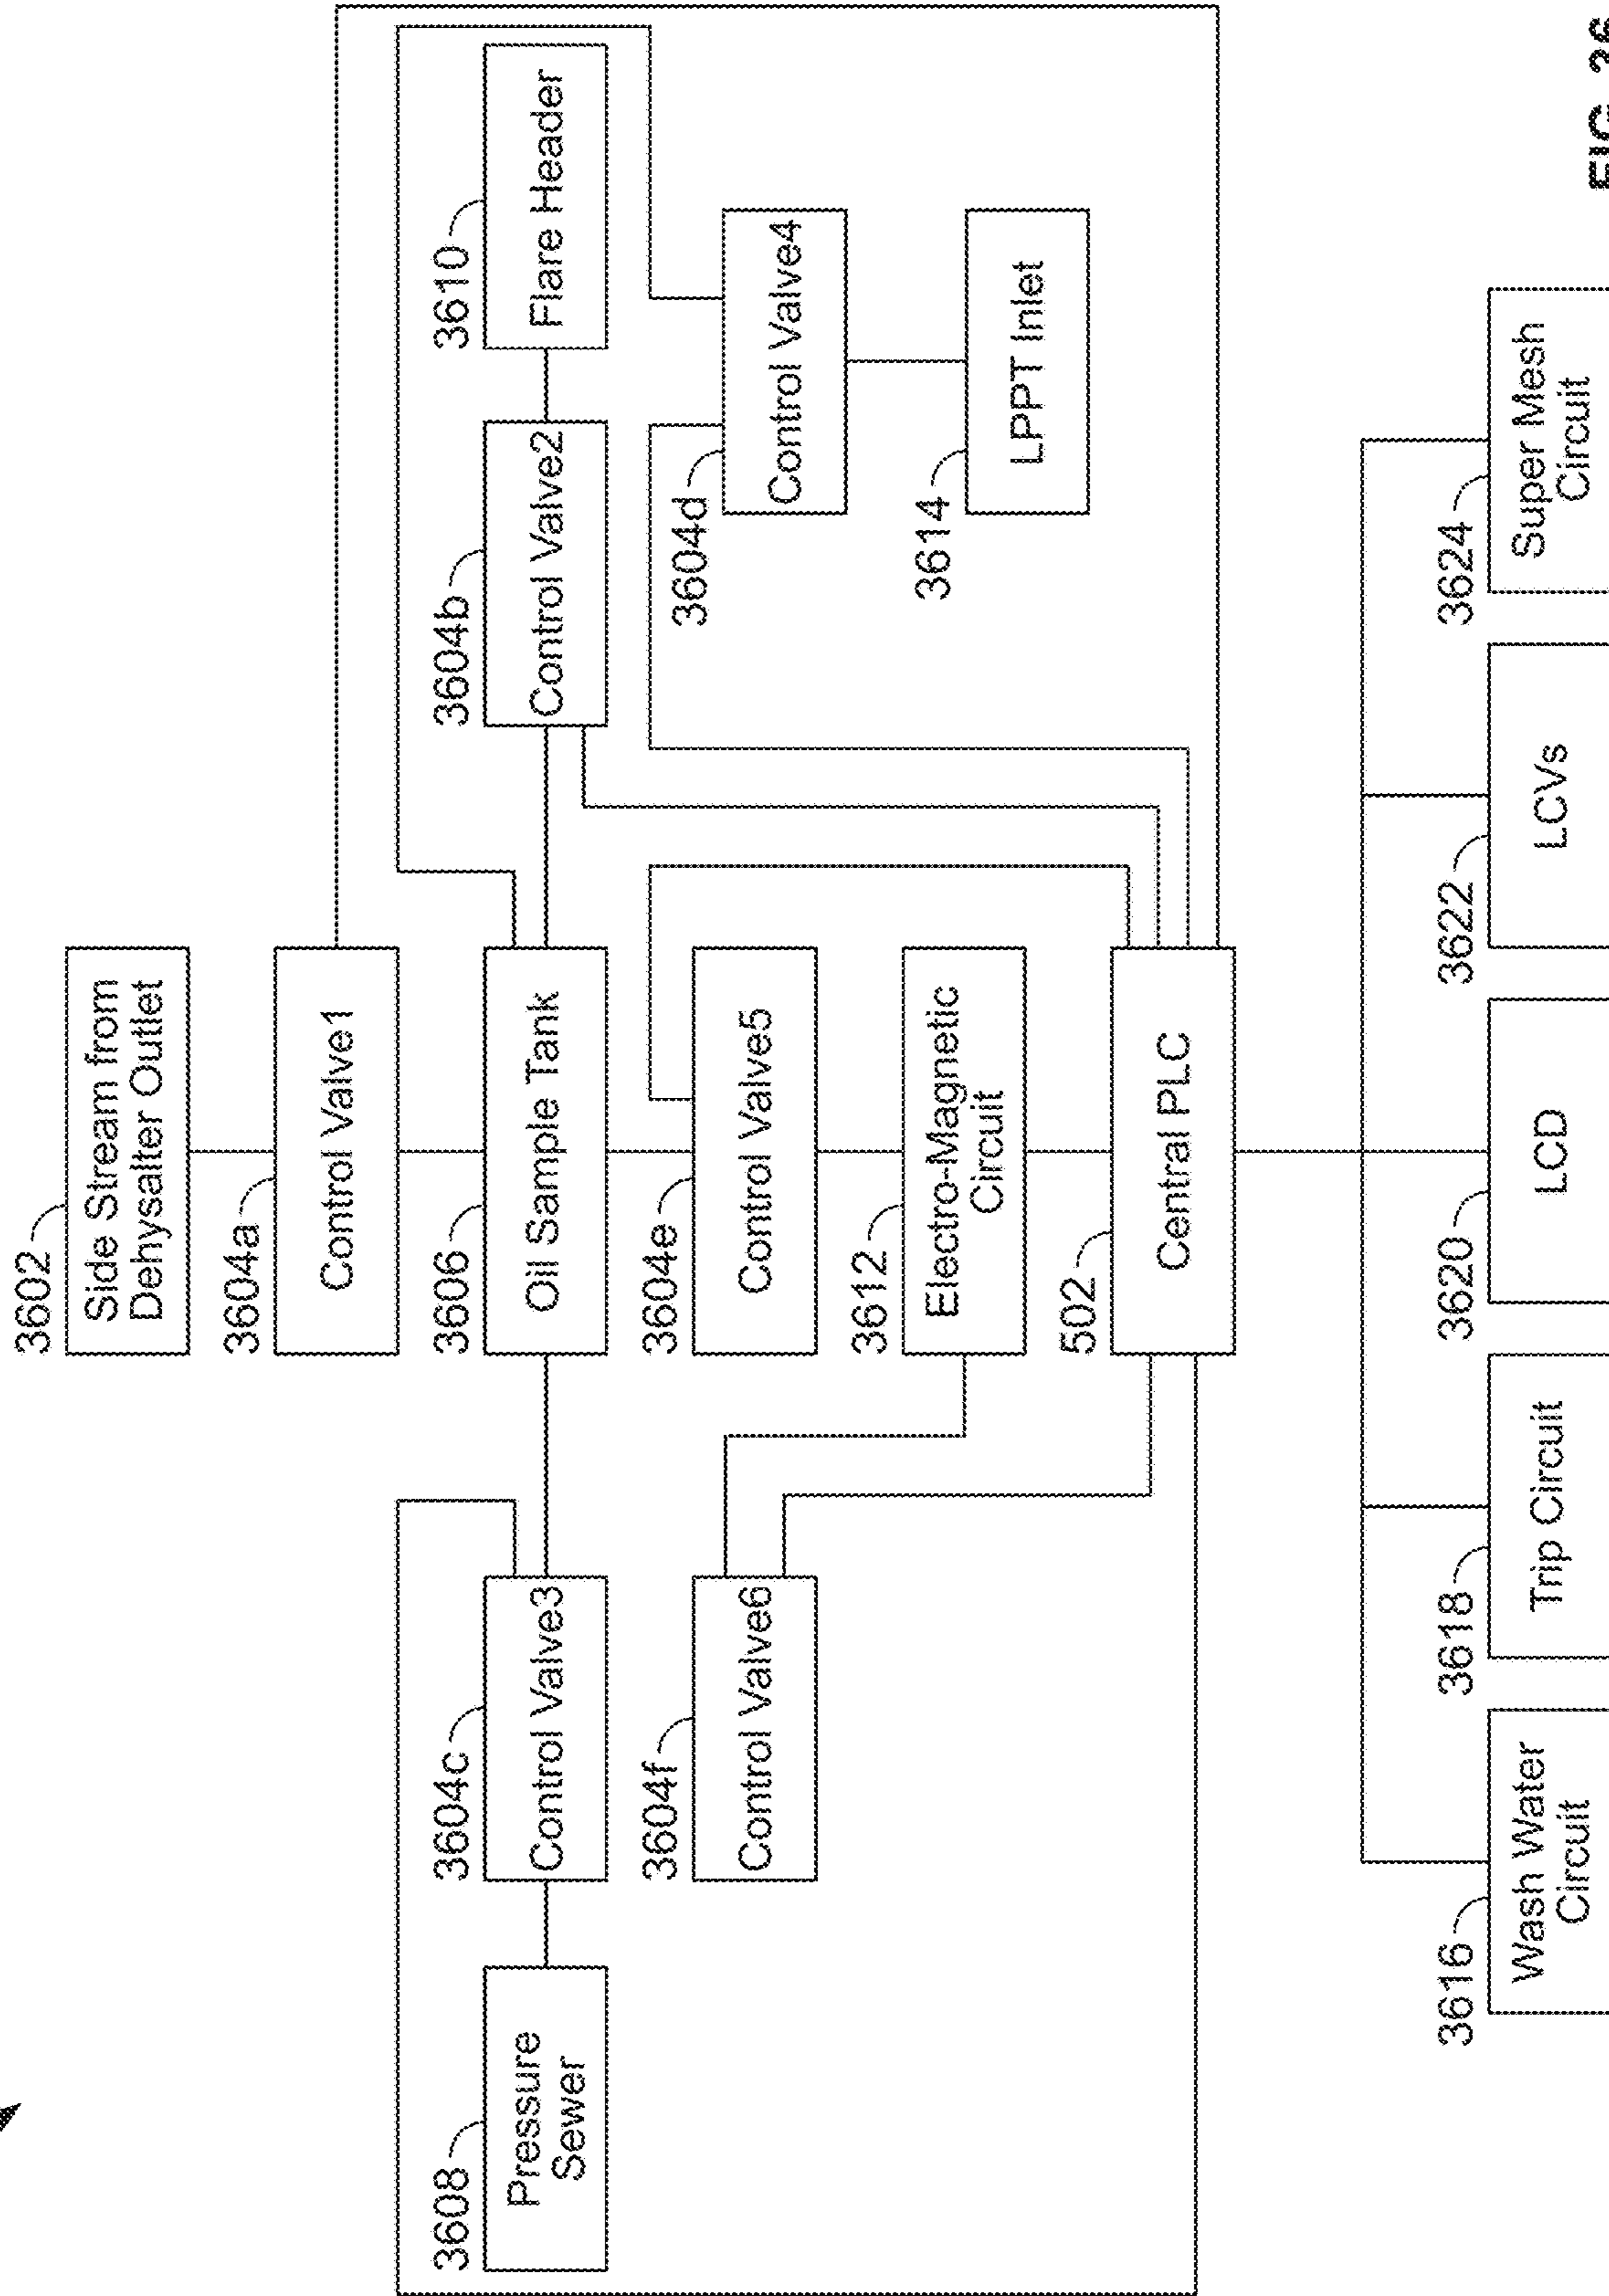 3602
Side Stream from
Dehysalter Outlet
3604a
Control Valve1
3608
Pressure
Sewer
3604c
Control Valve3
3606
Oil Sample Tank
3604b
Control Valve2
3610
Flare Header
3604f
Control Valve6
3604e
Control Valve5
3604d
Control Valve4
3612
Electro-Magnetic
Circuit
3614
LPPT Inlet
502
Central PLC
3616
Wash Water
Circuit
3618
Trip Circuit
3620
LCD
3622
LCVs
3624
Super Mesh
Circuit